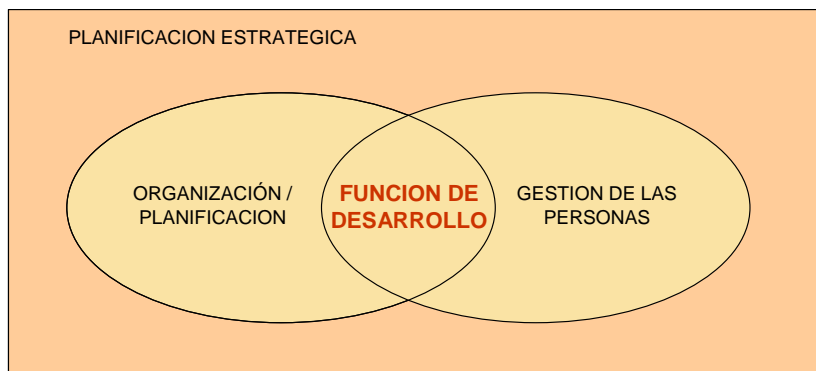 PLANIFICACION ESTRATEGICA
ORGANIZACIÓN /
PLANIFICACION
FUNCION DE
DESARROLLO
GESTION DE LAS
PERSONAS